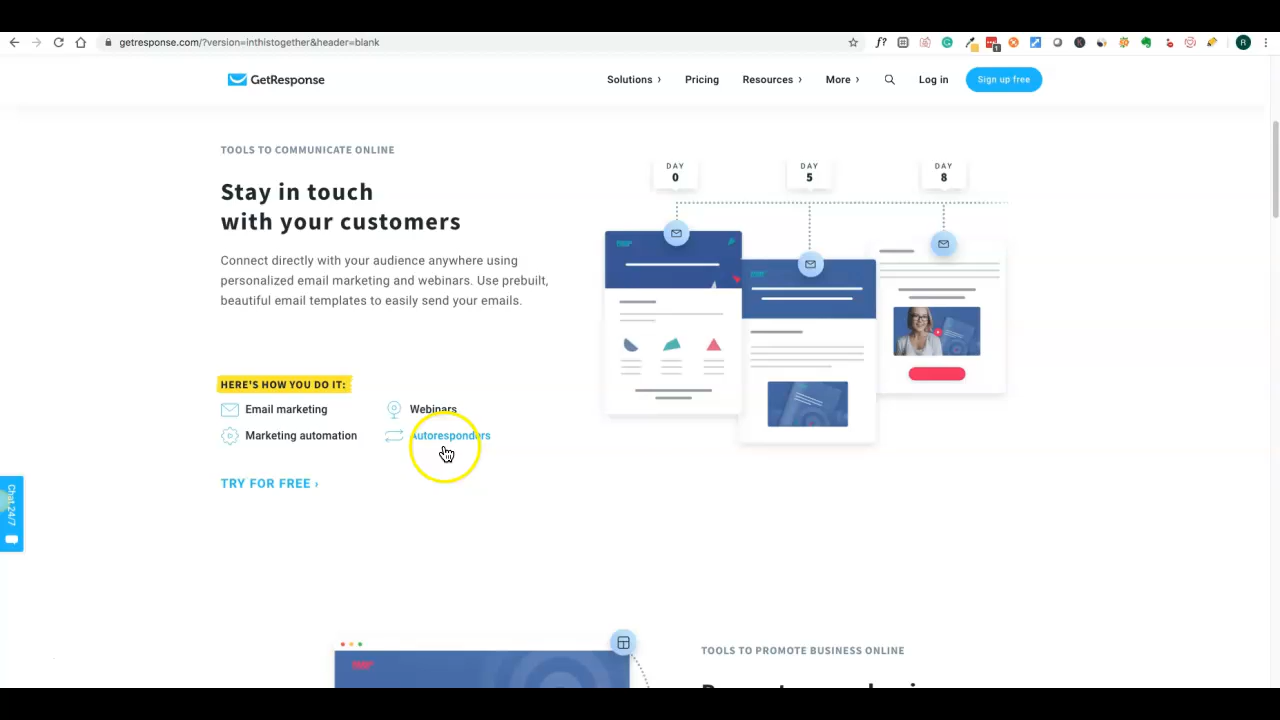 getresponse.com/?version=inthistogether&header=blank
GetResponse
Solutions ›
Pricing
Resources ›
More ›
Log in
Sign up free
TOOLS TO COMMUNICATE ONLINE
Stay in touch
with your customers
Connect directly with your audience anywhere using
personalized email marketing and webinars. Use prebuilt,
beautiful email templates to easily send your emails.
HERE'S HOW YOU DO IT:
Email marketing
Webinars
Marketing automation
Autoresponders
TRY FOR FREE ›
DAY
0
DAY
5
DAY
8
Chat 24/7
TOOLS TO PROMOTE BUSINESS ONLINE